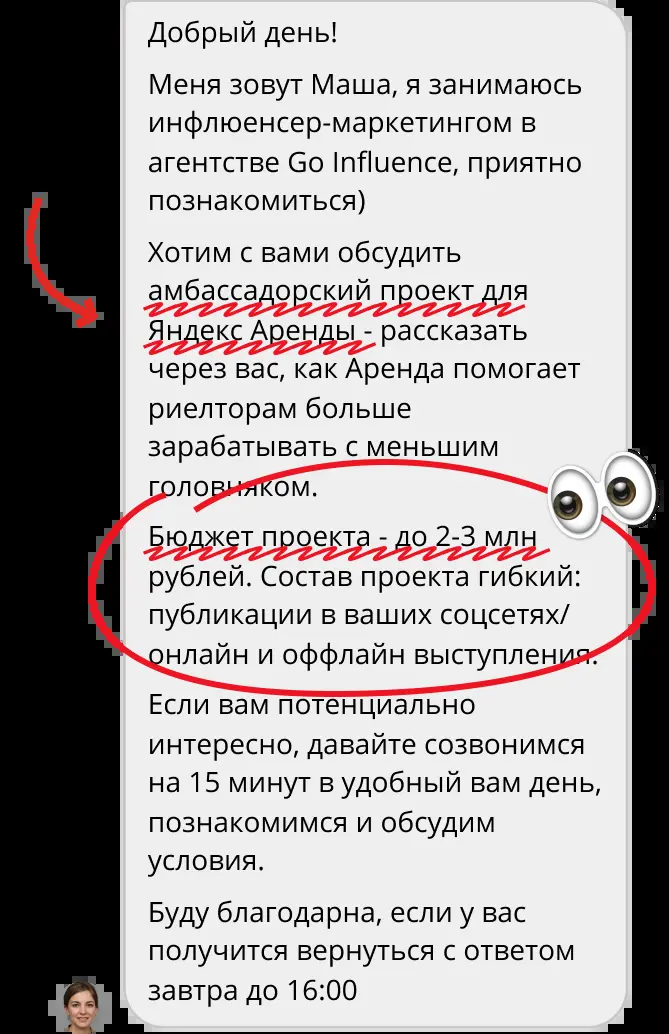 Добрый день!
Меня зовут Маша, я занимаюсь
инфлюенсер-маркетингом в
агентстве Go Influence, приятно
познакомиться)
Хотим с вами обсудить
амбассадорский проект для
Яндекс Аренды - рассказать
через вас, как Аренда помогает
риелторам больше
зарабатывать с меньшим
головняком.
Бюджет проекта - до 2-3 млн
рублей. Состав проекта гибкий:
публикации в ваших соцсетях/
онлайн и оффлайн выступления.
Если вам потенциально
интересно, давайте созвонимся
на 15 минут в удобный вам день,
познакомимся и обсудим
условия.
Буду благодарна, если у вас
получится вернуться с ответом
завтра до 16:00